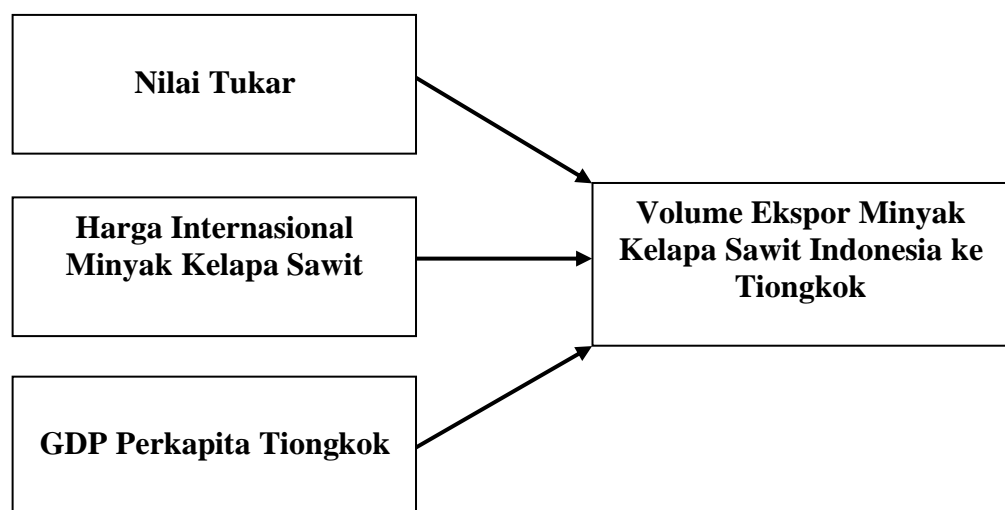 Nilai Tukar
Harga Internasional
Minyak Kelapa Sawit
GDP Perkapita Tiongkok
Volume Ekspor Minyak
Kelapa Sawit Indonesia ke
Tiongkok